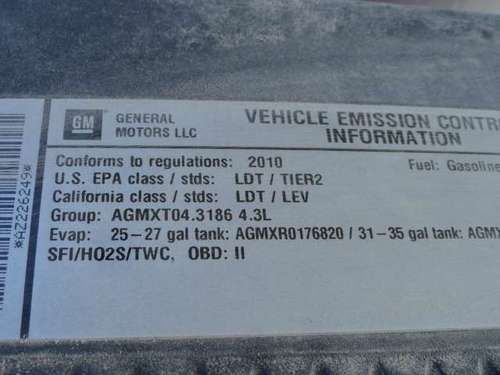 GM GENERAL MOTORS LLC
VEHICLE EMISSION CONTR
INFORMATION
Conforms to regulations: 2010 Fuel: Gasoline
U.S. EPA class / stds: LDT / TIER2
California class / stds: LDT / LEV
Group: AGMXT04.3186 4.3L
Evap: 25-27 gal tank: AGMXR0176820 / 31-35 gal tank: AGMX
SFI/HO2S/TWC, OBD: II
*AZ226249*